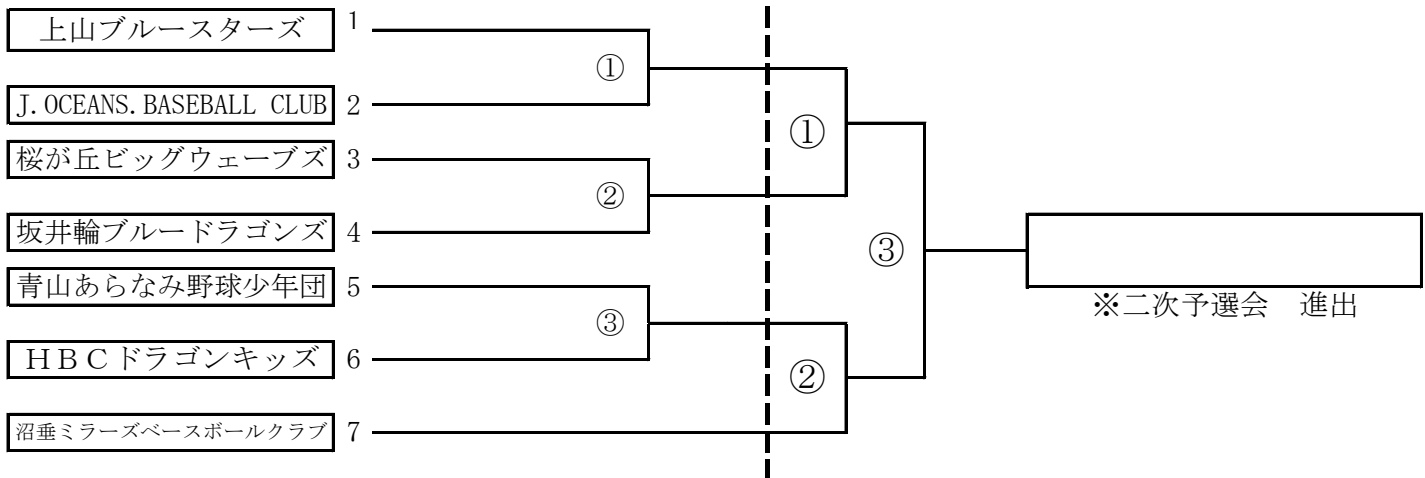 上山ブルースターズ 1
①
J.OCEANS.BASEBALL CLUB 2
①
桜が丘ビッグウェーブズ 3
②
坂井輪ブルードラゴンズ 4
③
青山あらなみ野球少年団 5
※二次予選会　進出
③
HBCドラゴンキッズ 6
②
沼垂ミラーズベースボールクラブ 7